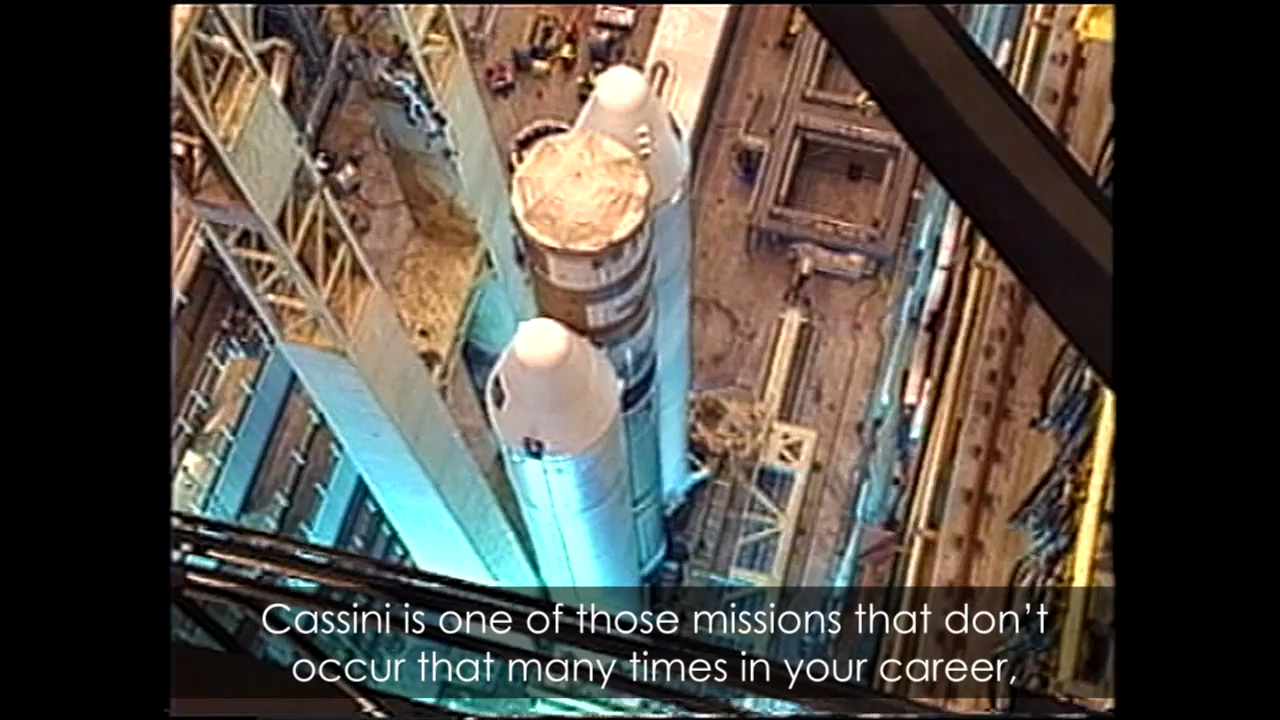 Cassini is one of those missions that don’t
occur that many times in your career,